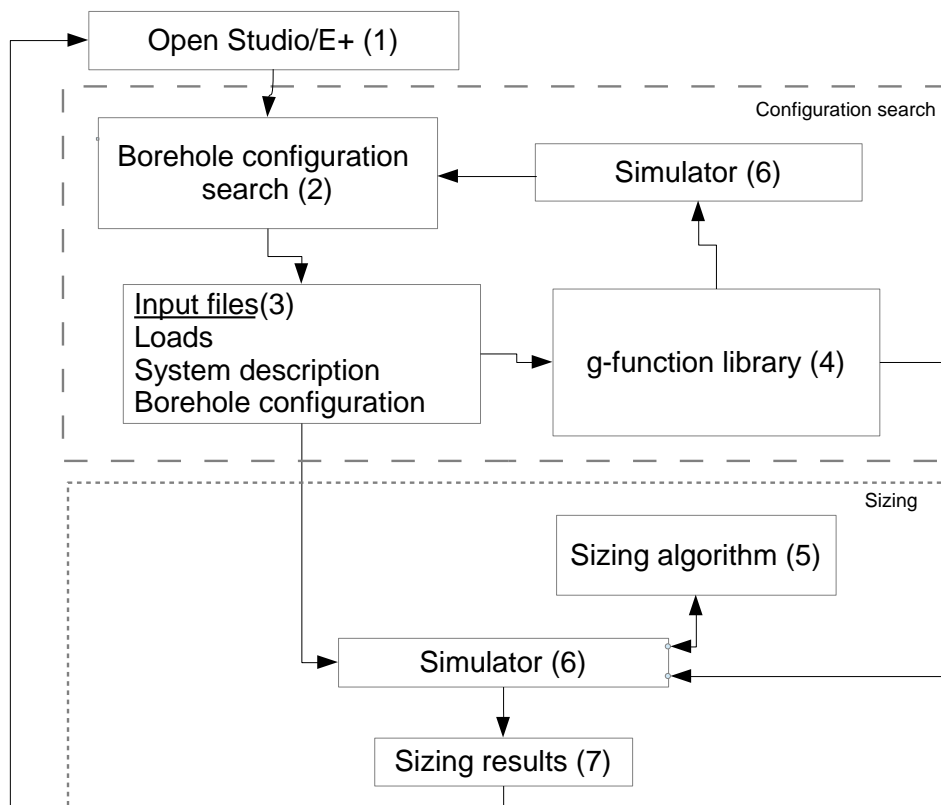 Open Studio/E+ (1)
Configuration search
Borehole configuration
search (2)
Simulator (6)
Input files(3)
Loads
System description
Borehole configuration
g-function library (4)
Sizing
Sizing algorithm (5)
Simulator (6)
Sizing results (7)